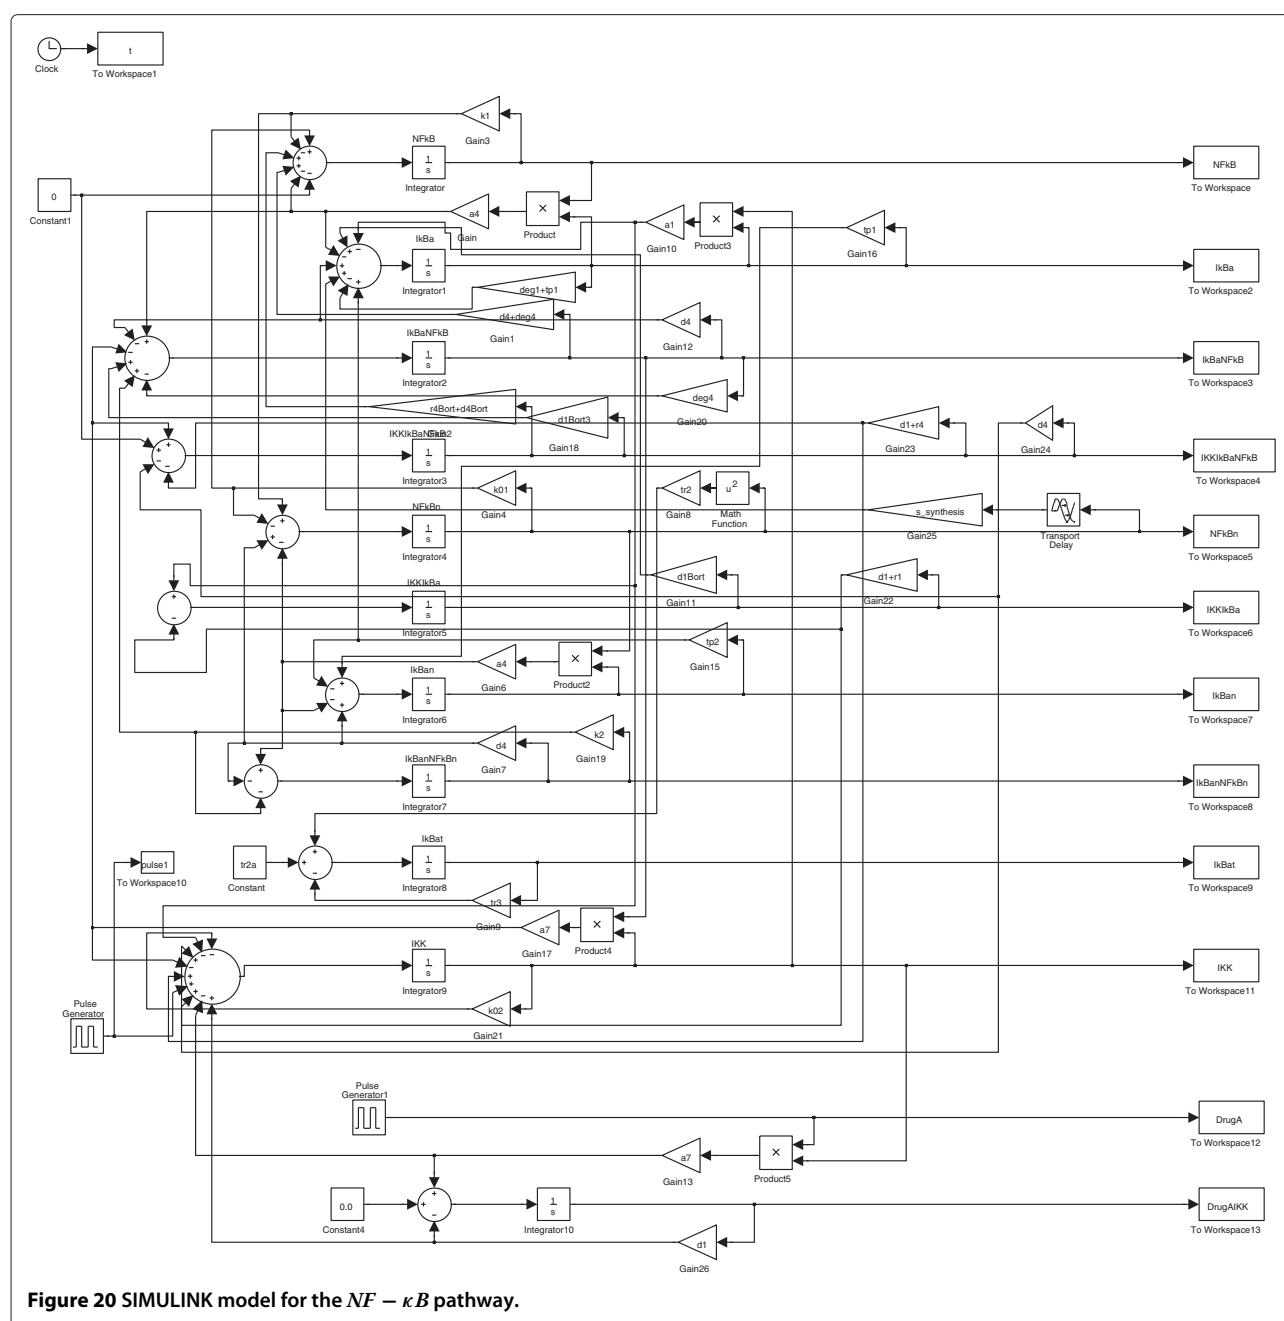 t
Clock
To Workspace1
k1
Gain3
NFkB
1
s
Integrator
NFkB
To Workspace
0
Constant1
a4
Gain
×
Product
a1
Gain10
×
Product3
tp1
Gain16
IkBa
1
s
Integrator1
IkBa
To Workspace2
deg1+tp1
d4+deg4
Gain1
d4
Gain12
IkBaNFkB
1
s
Integrator2
IkBaNFkB
To Workspace3
deg4
Gain20
r4Bort+d4Bort
d1Bort3
Gain18
d1+r4
Gain23
d4
Gain24
1
s
Integrator3
IKKIkBaNFkB
To Workspace4
k01
Gain4
tr2
Gain8
u2
Math
Function
s_synthesis
Gain25
Transport
Delay
NFkBn
1
s
Integrator4
NFkBn
To Workspace5
d1Bort
Gain11
d1+r1
Gain22
IKKIkBa
1
s
Integrator5
IKKIkBa
To Workspace6
tp2
Gain15
a4
Gain6
×
Product2
IkBan
1
s
Integrator6
IkBan
To Workspace7
k2
Gain19
d4
Gain7
IkBanNFkBn
1
s
Integrator7
IkBanNFkBn
To Workspace8
pulse1
To Workspace10
tr2a
Constant
IkBat
1
s
Integrator8
IkBat
To Workspace9
tr3
Gain9
a7
Gain17
×
Product4
IKK
1
s
Integrator9
IKK
To Workspace11
k02
Gain21
Pulse
Generator
Pulse
Generator1
DrugA
To Workspace12
a7
Gain13
×
Product5
0.0
Constant4
1
s
Integrator10
DrugAIKK
To Workspace13
d1
Gain26
Figure 20 SIMULINK model for the NF − κB pathway.